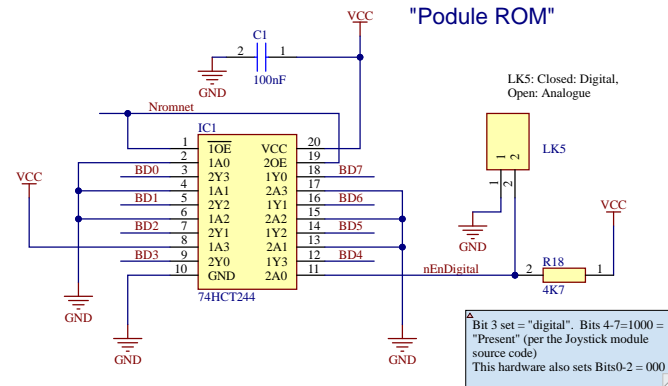 "Podule ROM"
VCC
C1
2
1
100nF
GND
LK5: Closed: Digital,
Open: Analogue
Nromnet
IC1
1 1OE VCC 20
2 1A0 2OE 19
BD0 3 2Y3 1Y0 18 BD7
4 1A1 2A3 17
BD1 5 2Y2 1Y1 16 BD6
6 1A2 2A2 15
BD2 7 2Y1 1Y2 14 BD5
8 1A3 2A1 13
BD3 9 2Y0 1Y3 12 BD4
10 GND 2A0 11 nEnDigital
74HCT244
VCC
GND
GND
GND
1
2
LK5
1
2
GND
VCC
R18
2
1
4K7
Bit 3 set = "digital". Bits 4-7=1000 =
"Present" (per the Joystick module
source code)
This hardware also sets Bits0-2 = 000